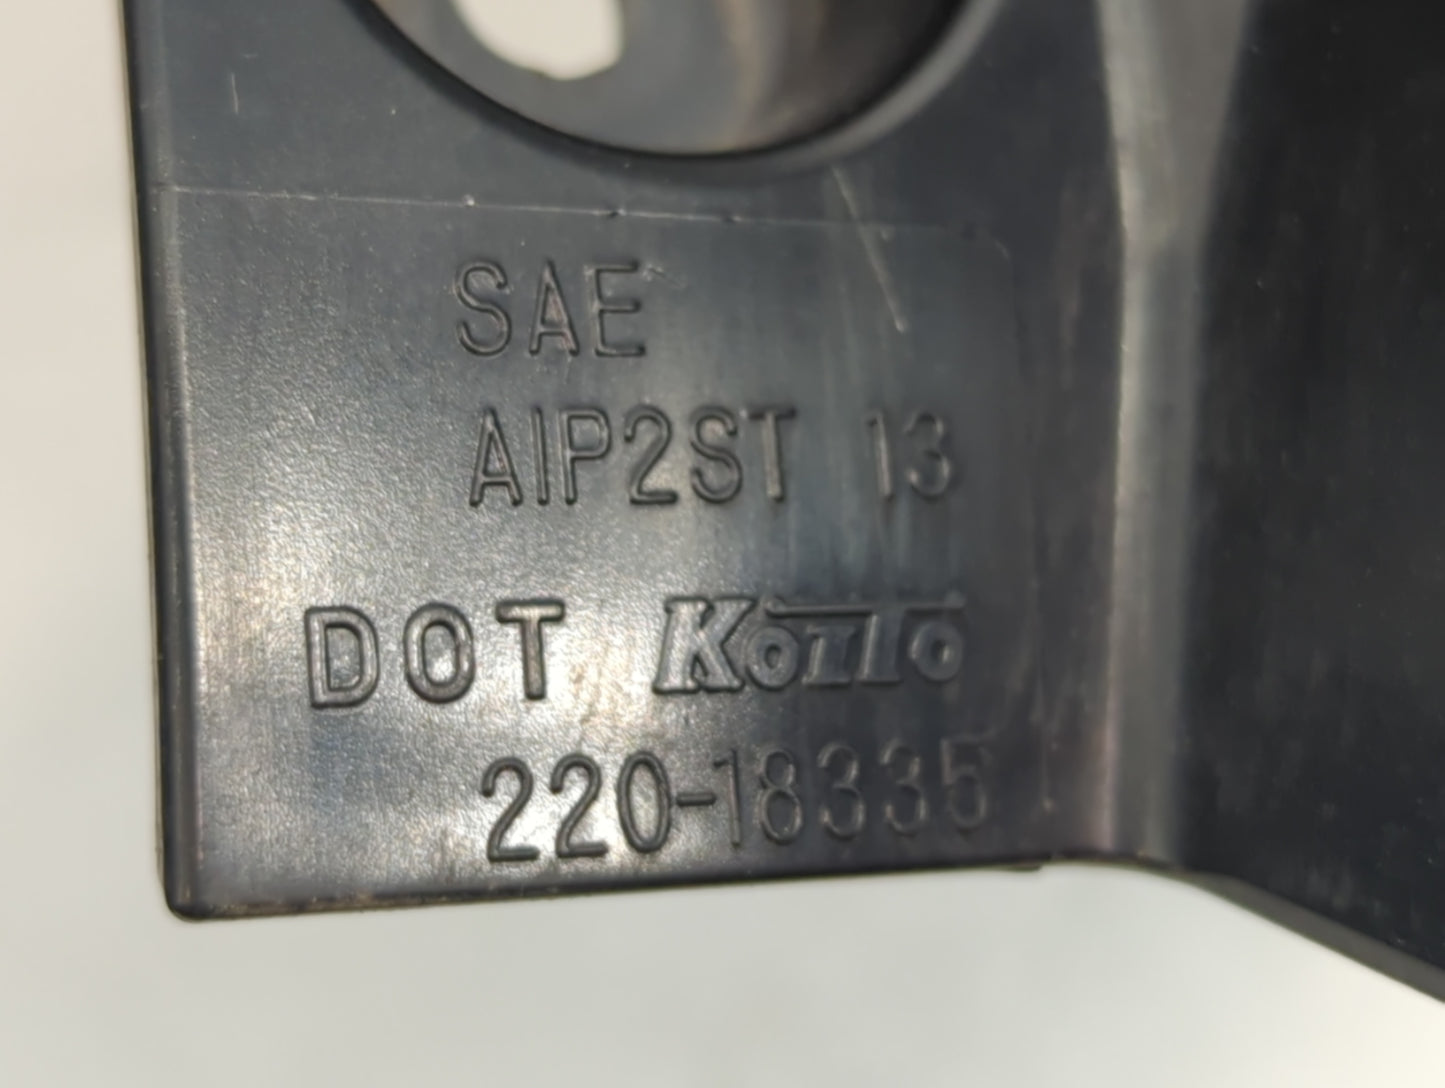 SAE
AIP2ST 13
DOT KOITO
220-18335